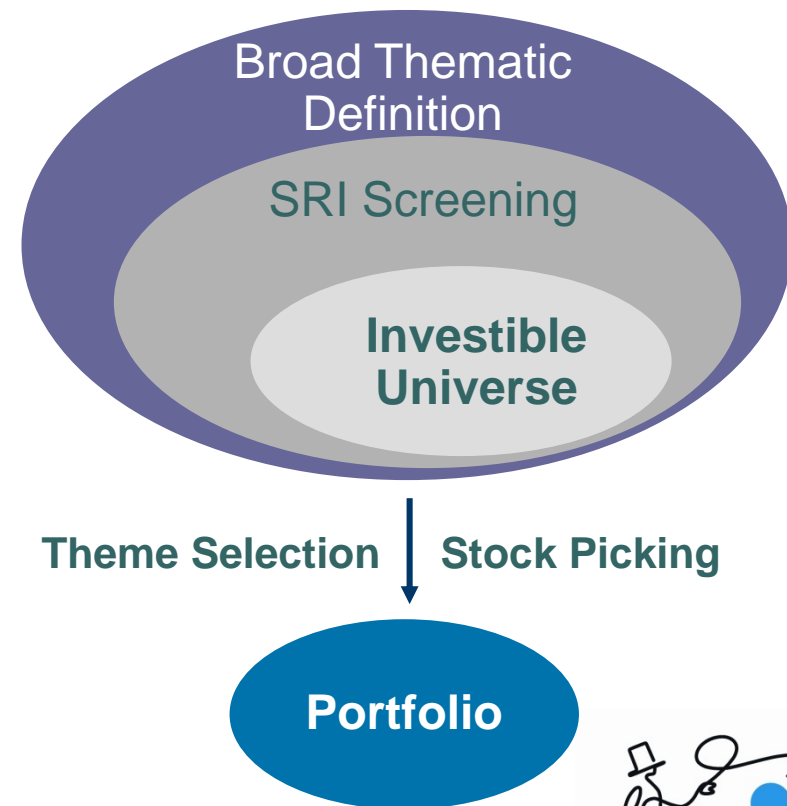 Broad Thematic
Definition
SRI Screening
Investible
Universe
Theme Selection
Stock Picking
Portfolio